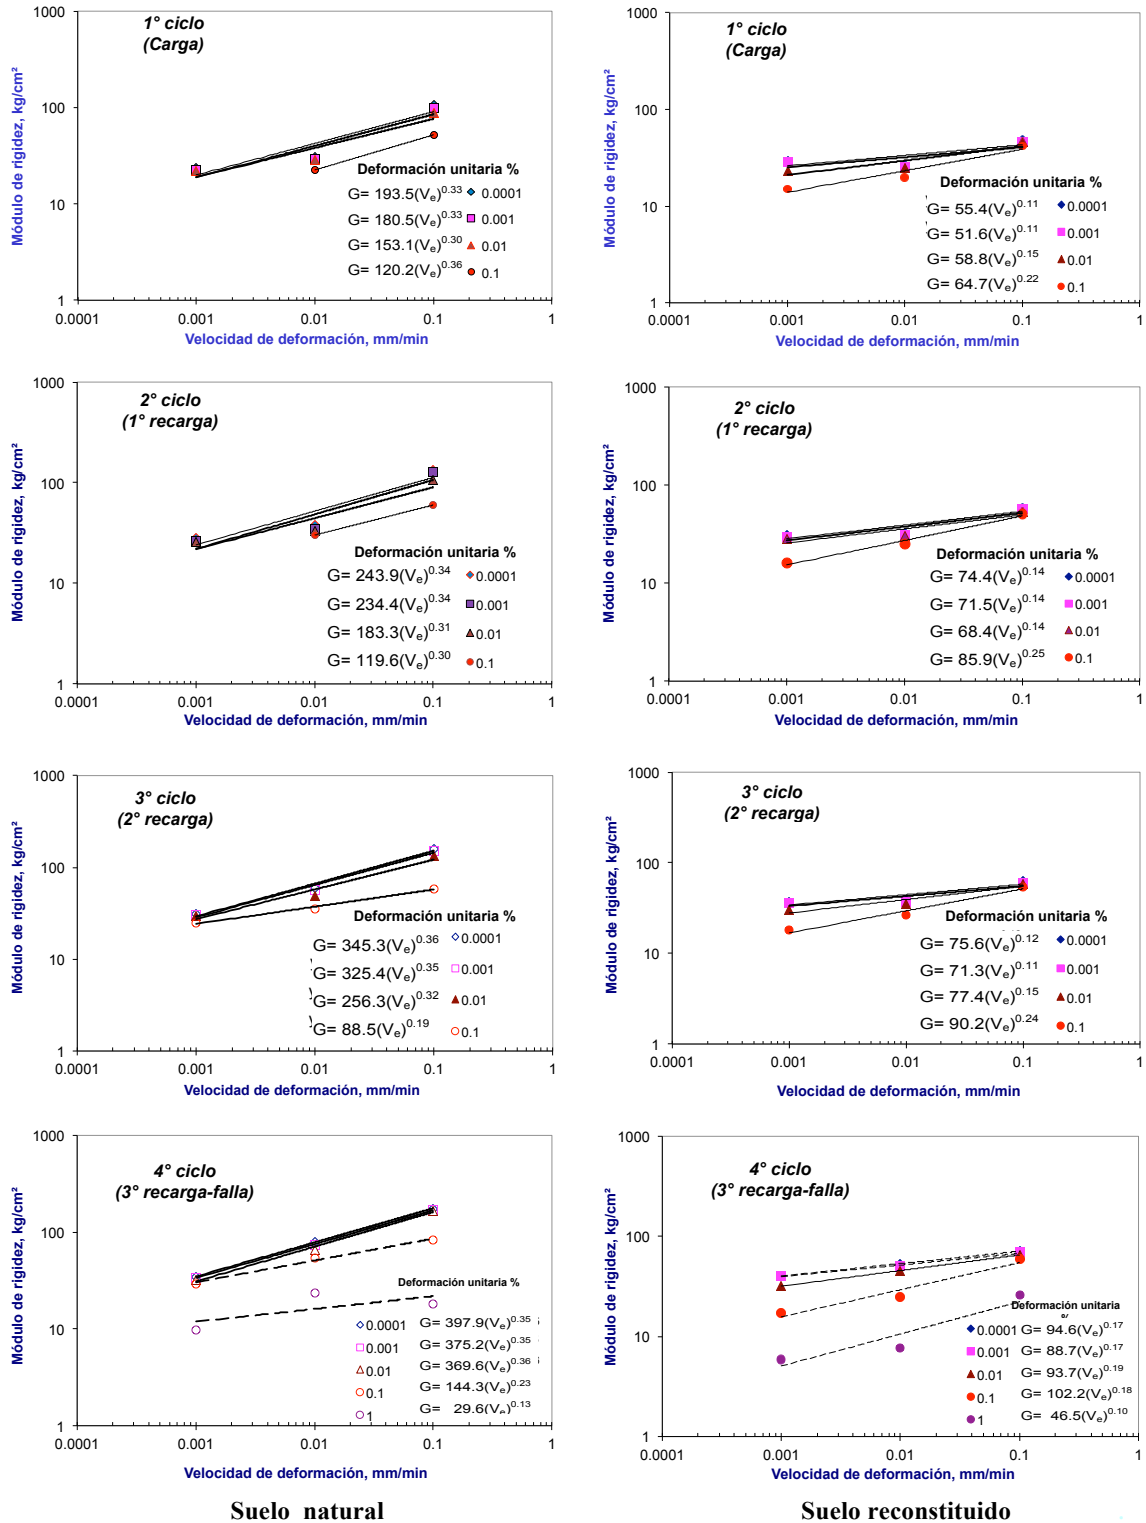 1° ciclo
(Carga)
Módulo de rigidez, kg/cm²
1000
100
10
1
Deformación unitaria %
G= 193.5(Ve)0.33 0.0001
G= 180.5(Ve)0.33 0.001
G= 153.1(Ve)0.30 0.01
G= 120.2(Ve)0.36 0.1
0.0001 0.001 0.01 0.1 1
Velocidad de deformación, mm/min
1° ciclo
(Carga)
Módulo de rigidez, kg/cm²
1000
100
10
1
Deformación unitaria %
G= 55.4(Ve)0.11 0.0001
G= 51.6(Ve)0.11 0.001
G= 58.8(Ve)0.15 0.01
G= 64.7(Ve)0.22 0.1
0.0001 0.001 0.01 0.1 1
Velocidad de deformación, mm/min
2° ciclo
(1° recarga)
Módulo de rigidez, kg/cm²
1000
100
10
1
Deformación unitaria %
G= 243.9(Ve)0.34 0.0001
G= 234.4(Ve)0.34 0.001
G= 183.3(Ve)0.31 0.01
G= 119.6(Ve)0.30 0.1
0.0001 0.001 0.01 0.1 1
Velocidad de deformación, mm/min
2° ciclo
(1° recarga)
Módulo de rigidez, kg/cm²
1000
100
10
1
Deformación unitaria %
G= 74.4(Ve)0.14 0.0001
G= 71.5(Ve)0.14 0.001
G= 68.4(Ve)0.14 0.01
G= 85.9(Ve)0.25 0.1
0.0001 0.001 0.01 0.1 1
Velocidad de deformación, mm/min
3° ciclo
(2° recarga)
Módulo de rigidez, kg/cm²
1000
100
10
1
Deformación unitaria %
G= 345.3(Ve)0.36 0.0001
G= 325.4(Ve)0.35 0.001
G= 256.3(Ve)0.32 0.01
G= 88.5(Ve)0.19 0.1
0.0001 0.001 0.01 0.1 1
Velocidad de deformación, mm/min
3° ciclo
(2° recarga)
Módulo de rigidez, kg/cm²
1000
100
10
1
Deformación unitaria %
G= 75.6(Ve)0.12 0.0001
G= 71.3(Ve)0.11 0.001
G= 77.4(Ve)0.15 0.01
G= 90.2(Ve)0.24 0.1
0.0001 0.001 0.01 0.1 1
Velocidad de deformación, mm/min
4° ciclo
(3° recarga-falla)
Módulo de rigidez, kg/cm²
1000
100
10
1
Deformación unitaria %
0.0001 G= 397.9(Ve)0.35
0.001 G= 375.2(Ve)0.35
0.01 G= 369.6(Ve)0.36
0.1 G= 144.3(Ve)0.23
1 G= 29.6(Ve)0.13
0.0001 0.001 0.01 0.1 1
Velocidad de deformación, mm/min
Suelo natural
4° ciclo
(3° recarga-falla)
Módulo de rigidez, kg/cm²
1000
100
10
1
Deformación unitaria
0.0001 G= 94.6(Ve)0.17
0.001 G= 88.7(Ve)0.17
0.01 G= 93.7(Ve)0.19
0.1 G= 102.2(Ve)0.18
1 G= 46.5(Ve)0.10
0.0001 0.001 0.01 0.1 1
Velocidad de deformación, mm/min
Suelo reconstituido